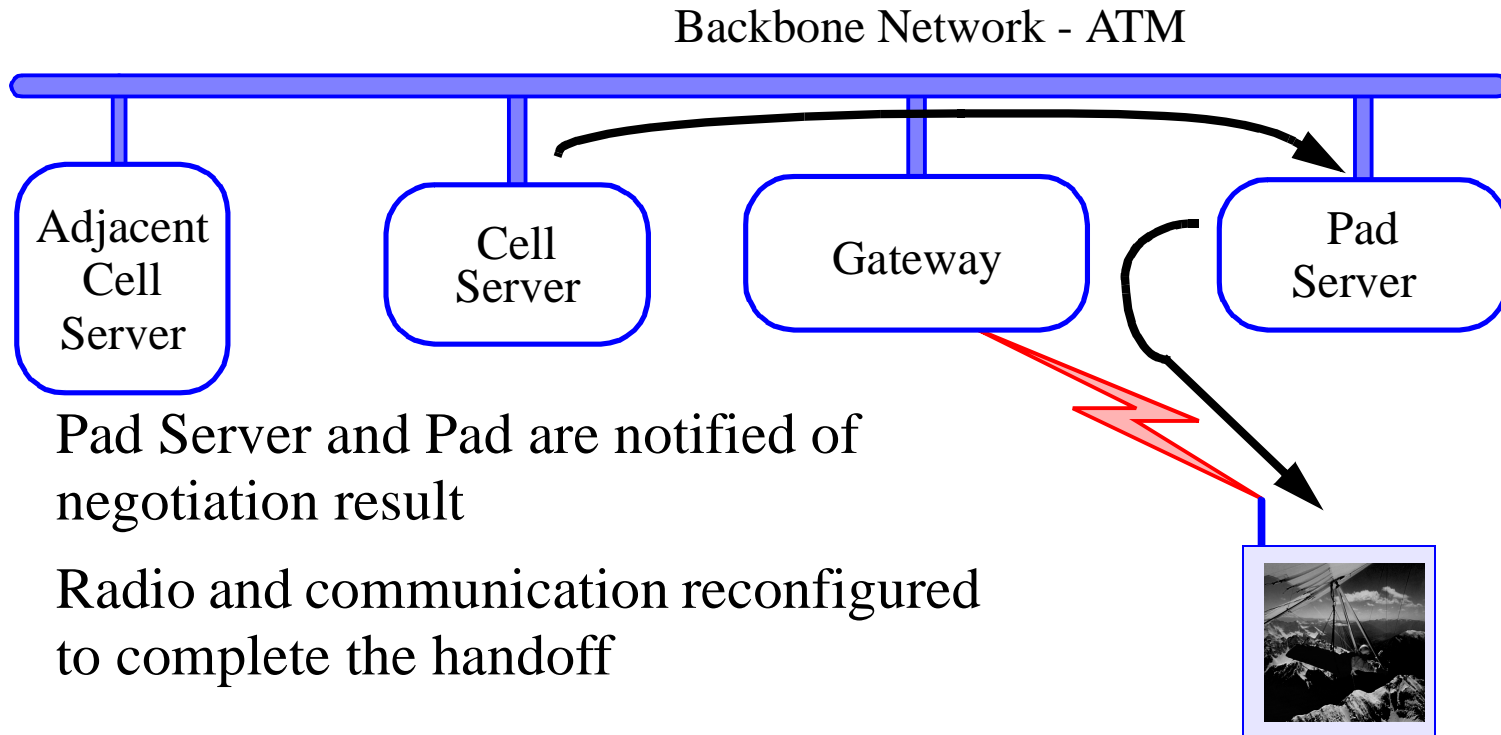 Backbone Network - ATM
Adjacent
Cell
Server
Cell
Server
Gateway
Pad
Server
Pad Server and Pad are notified of
negotiation result
Radio and communication reconfigured
to complete the handoff